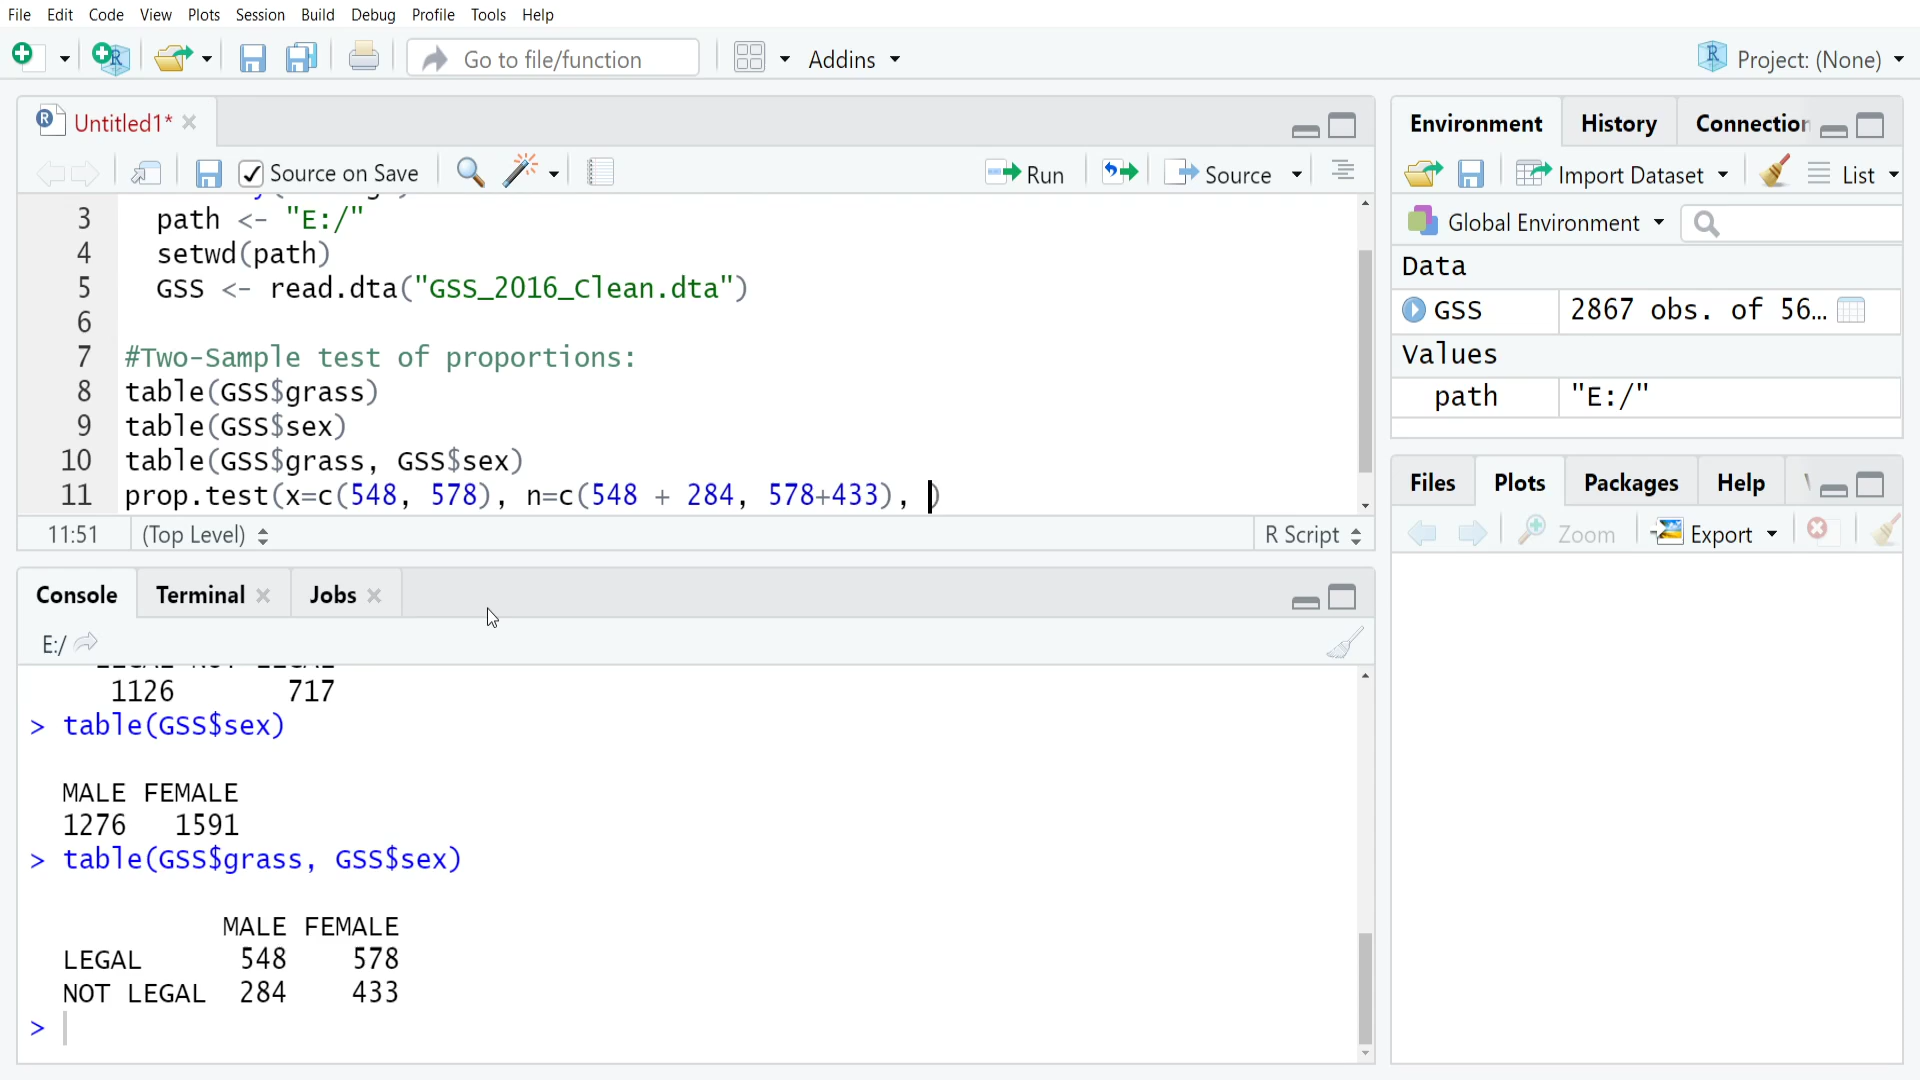 File Edit Code View Plots Session Build Debug Profile Tools Help
Go to file/function Addins Project: (None)
Untitled1*
Source on Save Run Source
3 path <- "E:/"
4 setwd(path)
5 GSS <- read.dta("GSS_2016_Clean.dta")
6
7 #Two-Sample test of proportions:
8 table(GSS$grass)
9 table(GSS$sex)
10 table(GSS$grass, GSS$sex)
11 prop.test(x=c(548, 578), n=c(548 + 284, 578+433), )
11:51 (Top Level) R Script
Console Terminal Jobs
E:/
1126 717
> table(GSS$sex)
MALE FEMALE
1276 1591
> table(GSS$grass, GSS$sex)
MALE FEMALE
LEGAL 548 578
NOT LEGAL 284 433
>
Environment History Connection
Import Dataset List
Global Environment
Data
GSS 2867 obs. of 56…
Values
path "E:/"
Files Plots Packages Help
Zoom Export